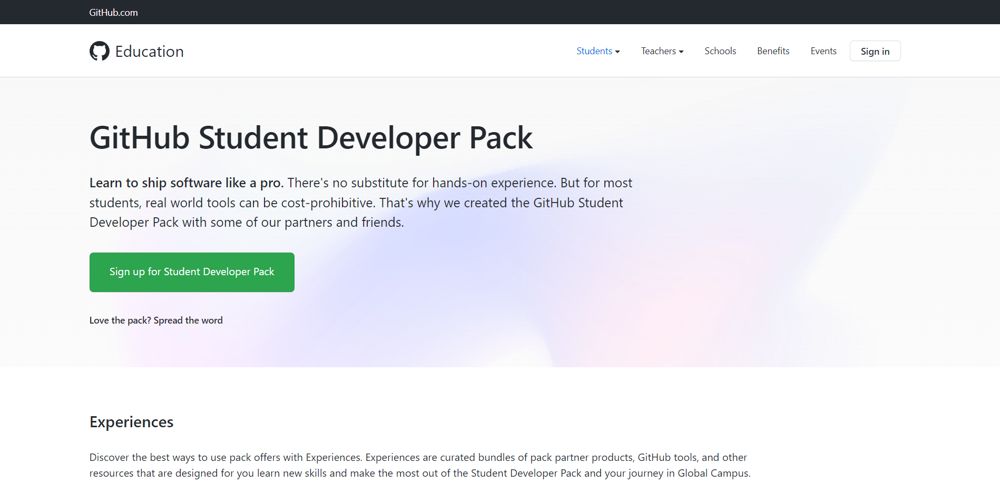 GitHub.com
Education
Students
Teachers
Schools
Benefits
Events
Sign in
GitHub Student Developer Pack
Learn to ship software like a pro. There's no substitute for hands-on experience. But for most
students, real world tools can be cost-prohibitive. That's why we created the GitHub Student
Developer Pack with some of our partners and friends.
Sign up for Student Developer Pack
Love the pack? Spread the word
Experiences
Discover the best ways to use pack offers with Experiences. Experiences are curated bundles of pack partner products, GitHub tools, and other
resources that are designed for you learn new skills and make the most out of the Student Developer Pack and your journey in Global Campus.